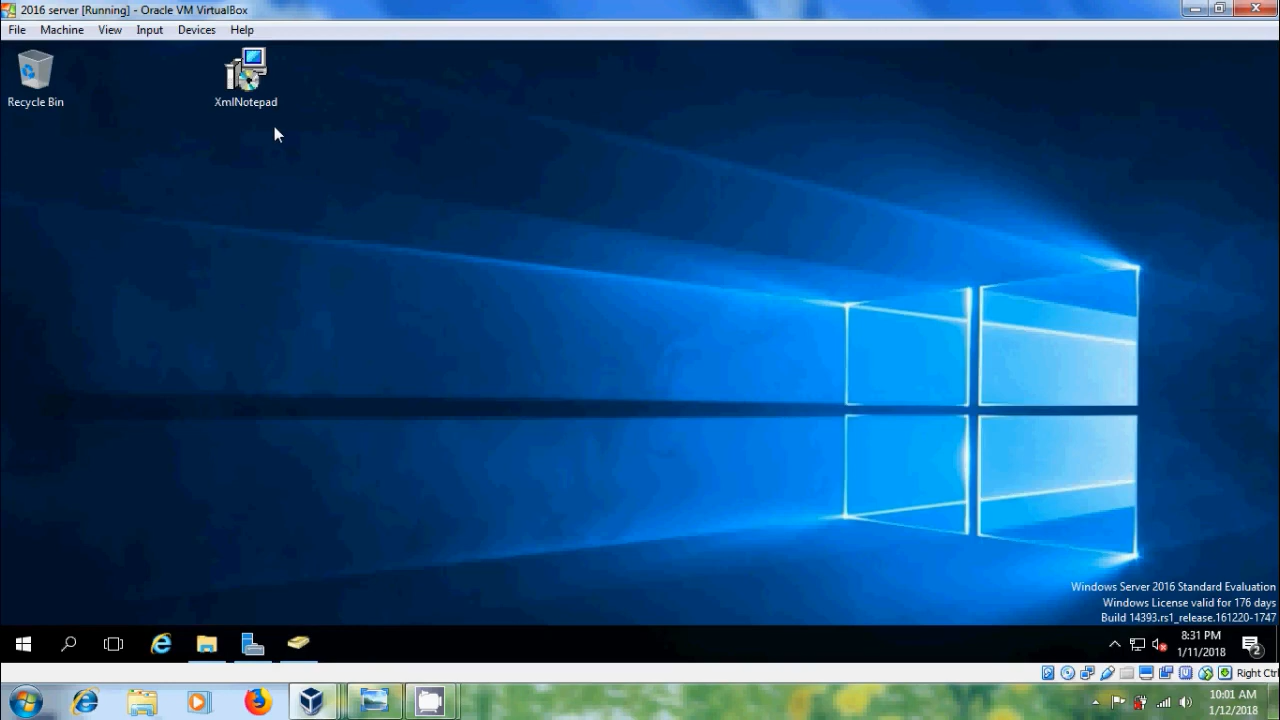 2016 server [Running] - Oracle VM VirtualBox
File Machine View Input Devices Help
Recycle Bin
XmlNotepad
Windows Server 2016 Standard Evaluation
Windows License valid for 176 days
Build 14393.rs1_release.161220-1747
8:31 PM
1/11/2018
2
Right Ctrl
10:01 AM
1/12/2018